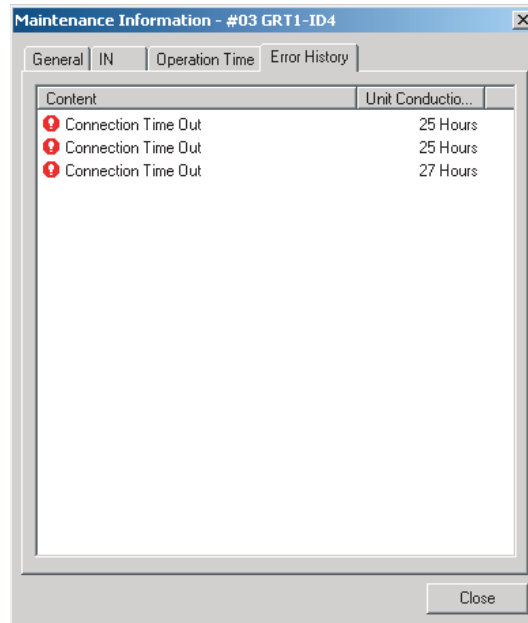 Maintenance Information - #03 GRT1-ID4
General IN Operation Time Error History
Content Unit Conductio...
Connection Time Out 25 Hours
Connection Time Out 25 Hours
Connection Time Out 27 Hours
Close